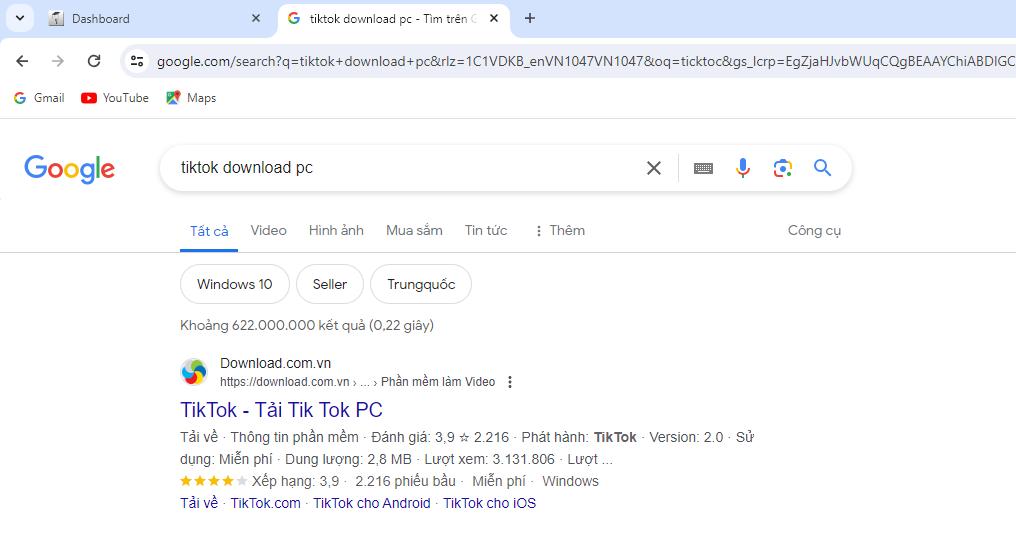 Dashboard
tiktok download pc - Tìm trên G
google.com/search?q=tiktok+download+pc&rlz=1C1VDKB_enVN1047VN1047&oq=ticktoc&gs_lcrp=EgZjaHJvbWUqCQgBEAAYChiABDIGC
Gmail YouTube Maps
Google tiktok download pc
Tất cả Video Hình ảnh Mua sắm Tin tức Thêm Công cụ
Windows 10 Seller Trungquốc
Khoảng 622.000.000 kết quả (0,22 giây)
Download.com.vn
https://download.com.vn › ... › Phần mềm làm Video
TikTok - Tải Tik Tok PC
Tải về · Thông tin phần mềm · Đánh giá: 3,9 ☆ 2.216 · Phát hành: TikTok · Version: 2.0 · Sử
dụng: Miễn phí · Dung lượng: 2,8 MB · Lượt xem: 3.131.806 · Lượt ...
Xếp hạng: 3,9 · 2.216 phiếu bầu · Miễn phí · Windows
Tải về · TikTok.com · TikTok cho Android · TikTok cho iOS